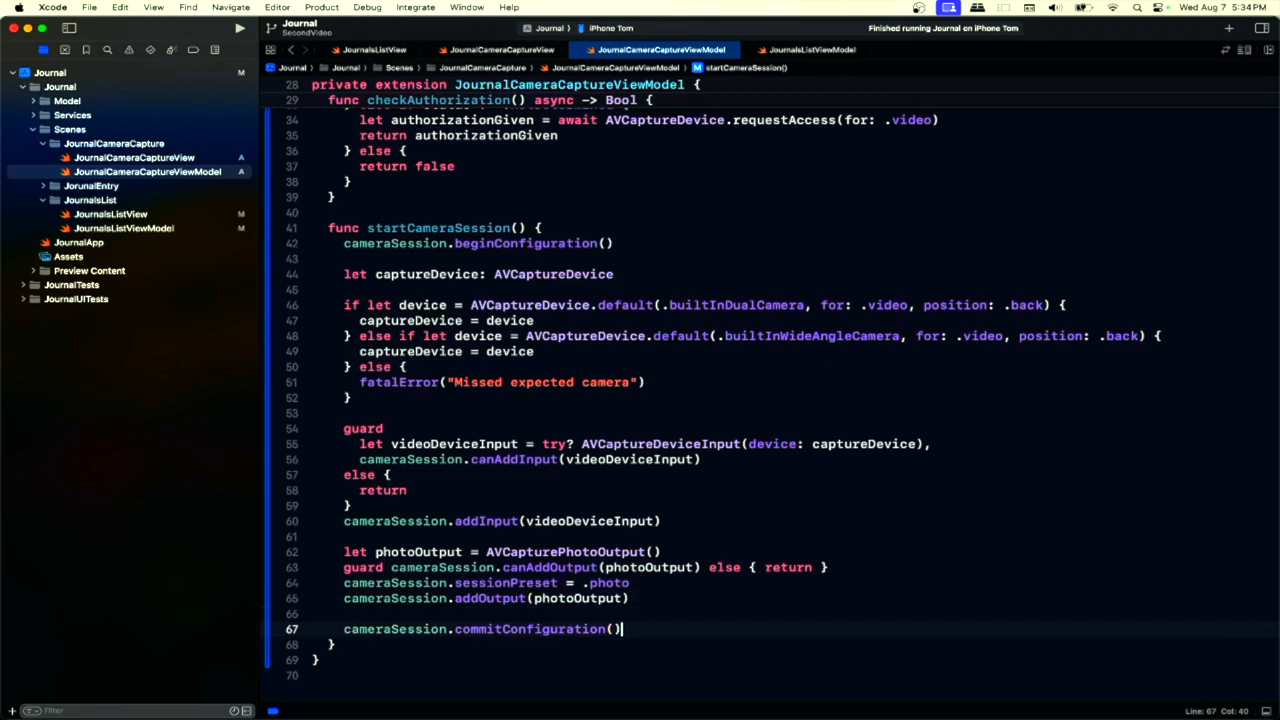 Xcode File Edit View Find Navigate Editor Product Debug Integrate Window Help Wed Aug 7 5:34 PM
Journal
SecondVideo
Journal iPhone Tom Finished running Journal on iPhone Tom
JournalsListView JournalCameraCaptureView JournalCameraCaptureViewModel JournalsListViewModel
Journal Journal Scenes JournalCameraCapture JournalCameraCaptureViewModel M startCameraSession()
Journal M
Journal
Model
Services
Scenes
JournalCameraCapture
JournalCameraCaptureView A
JournalCameraCaptureViewModel A
JorunalEntry
JournalsList
JournalsListView M
JournalsListViewModel M
JournalApp
Assets
Preview Content
JournalTests
JournalUITests
28 private extension JournalCameraCaptureViewModel {
29 func checkAuthorization() async -> Bool {
34 let authorizationGiven = await AVCaptureDevice.requestAccess(for: .video)
35 return authorizationGiven
36 } else {
37 return false
38 }
39 }
40
41 func startCameraSession() {
42 cameraSession.beginConfiguration()
43
44 let captureDevice: AVCaptureDevice
45
46 if let device = AVCaptureDevice.default(.builtInDualCamera, for: .video, position: .back) {
47 captureDevice = device
48 } else if let device = AVCaptureDevice.default(.builtInWideAngleCamera, for: .video, position: .back) {
49 captureDevice = device
50 } else {
51 fatalError("Missed expected camera")
52 }
53
54 guard
55 let videoDeviceInput = try? AVCaptureDeviceInput(device: captureDevice),
56 cameraSession.canAddInput(videoDeviceInput)
57 else {
58 return
59 }
60 cameraSession.addInput(videoDeviceInput)
61
62 let photoOutput = AVCapturePhotoOutput()
63 guard cameraSession.canAddOutput(photoOutput) else { return }
64 cameraSession.sessionPreset = .photo
65 cameraSession.addOutput(photoOutput)
66
67 cameraSession.commitConfiguration()
68 }
69 }
70
Filter Line: 67 Col: 40